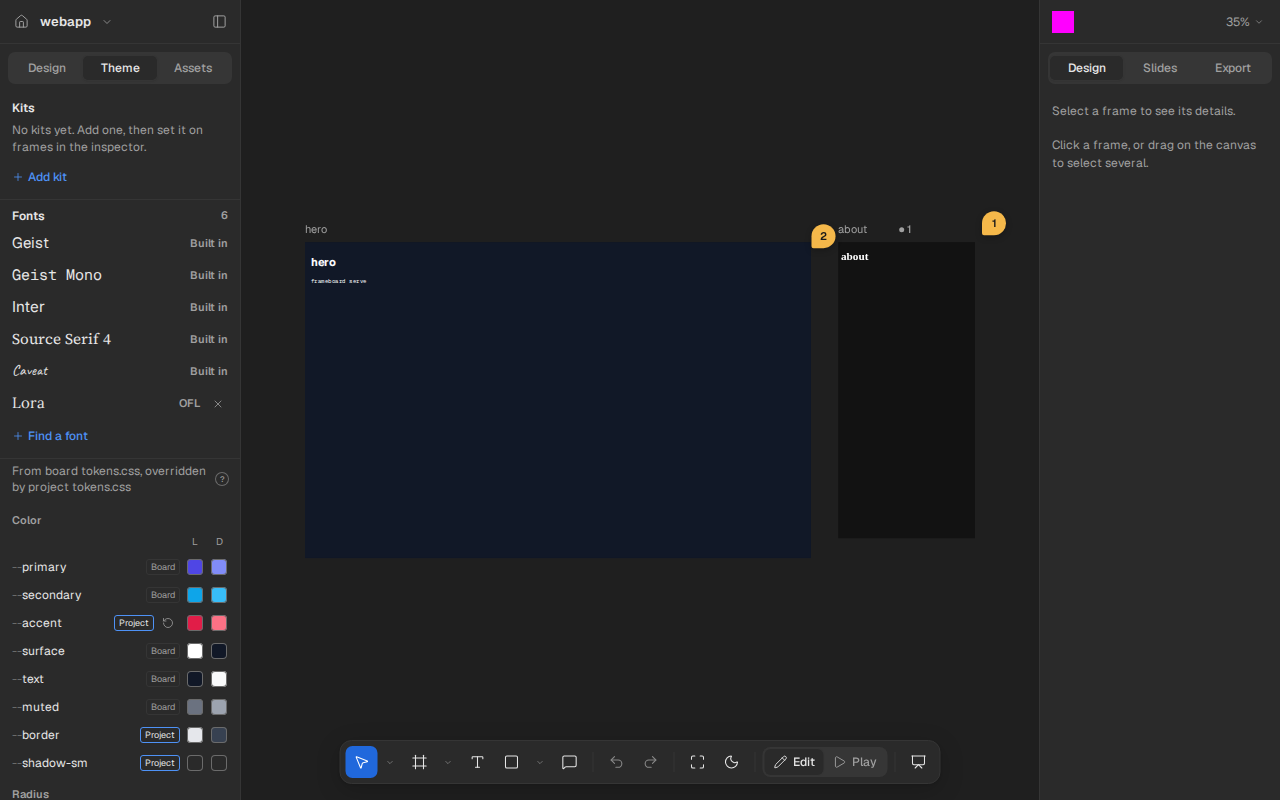 webapp
Design
Theme
Assets
Kits
No kits yet. Add one, then set it on
frames in the inspector.
+ Add kit
Fonts 6
Geist Built in
Geist Mono Built in
Inter Built in
Source Serif 4 Built in
Caveat Built in
Lora OFL
+ Find a font
From board tokens.css, overridden
by project tokens.css
?
Color
L D
--primary Board
--secondary Board
--accent Project
--surface Board
--text Board
--muted Board
--border Project
--shadow-sm Project
Radius
hero
2
about
1
1
hero
frameboard serve
about
Edit
Play
35%
Design
Slides
Export
Select a frame to see its details.
Click a frame, or drag on the canvas
to select several.